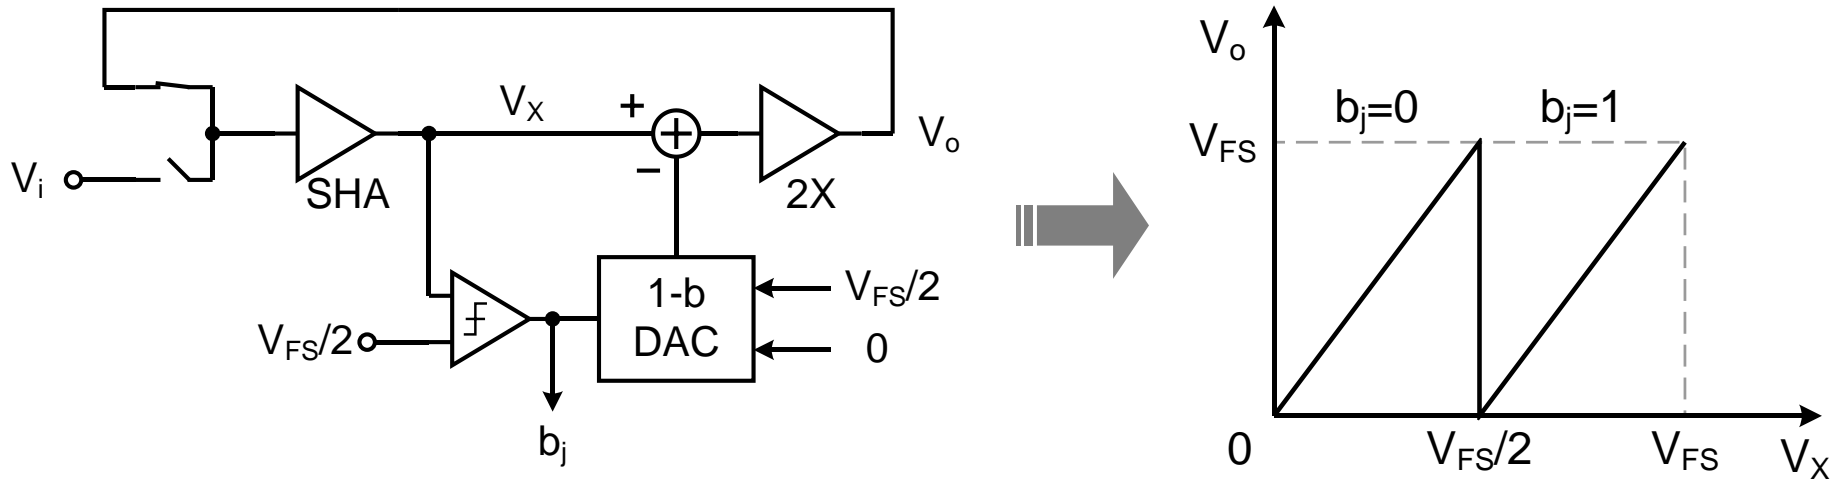 V_X
+
V_o
−
V_i
SHA
2X
1-b
DAC
V_FS/2
0
V_FS/2
b_j
V_o
b_j=0
b_j=1
V_FS
0
V_FS/2
V_FS
V_X